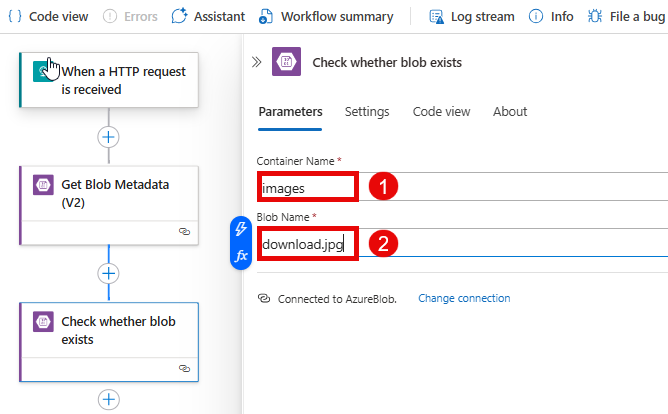 Code view
Errors
Assistant
Workflow summary
Log stream
Info
File a bug
When a HTTP request
is received
Get Blob Metadata
(V2)
Check whether blob
exists
Check whether blob exists
Parameters
Settings
Code view
About
Container Name *
images
1
Blob Name *
download.jpg
2
fx
Connected to AzureBlob.
Change connection